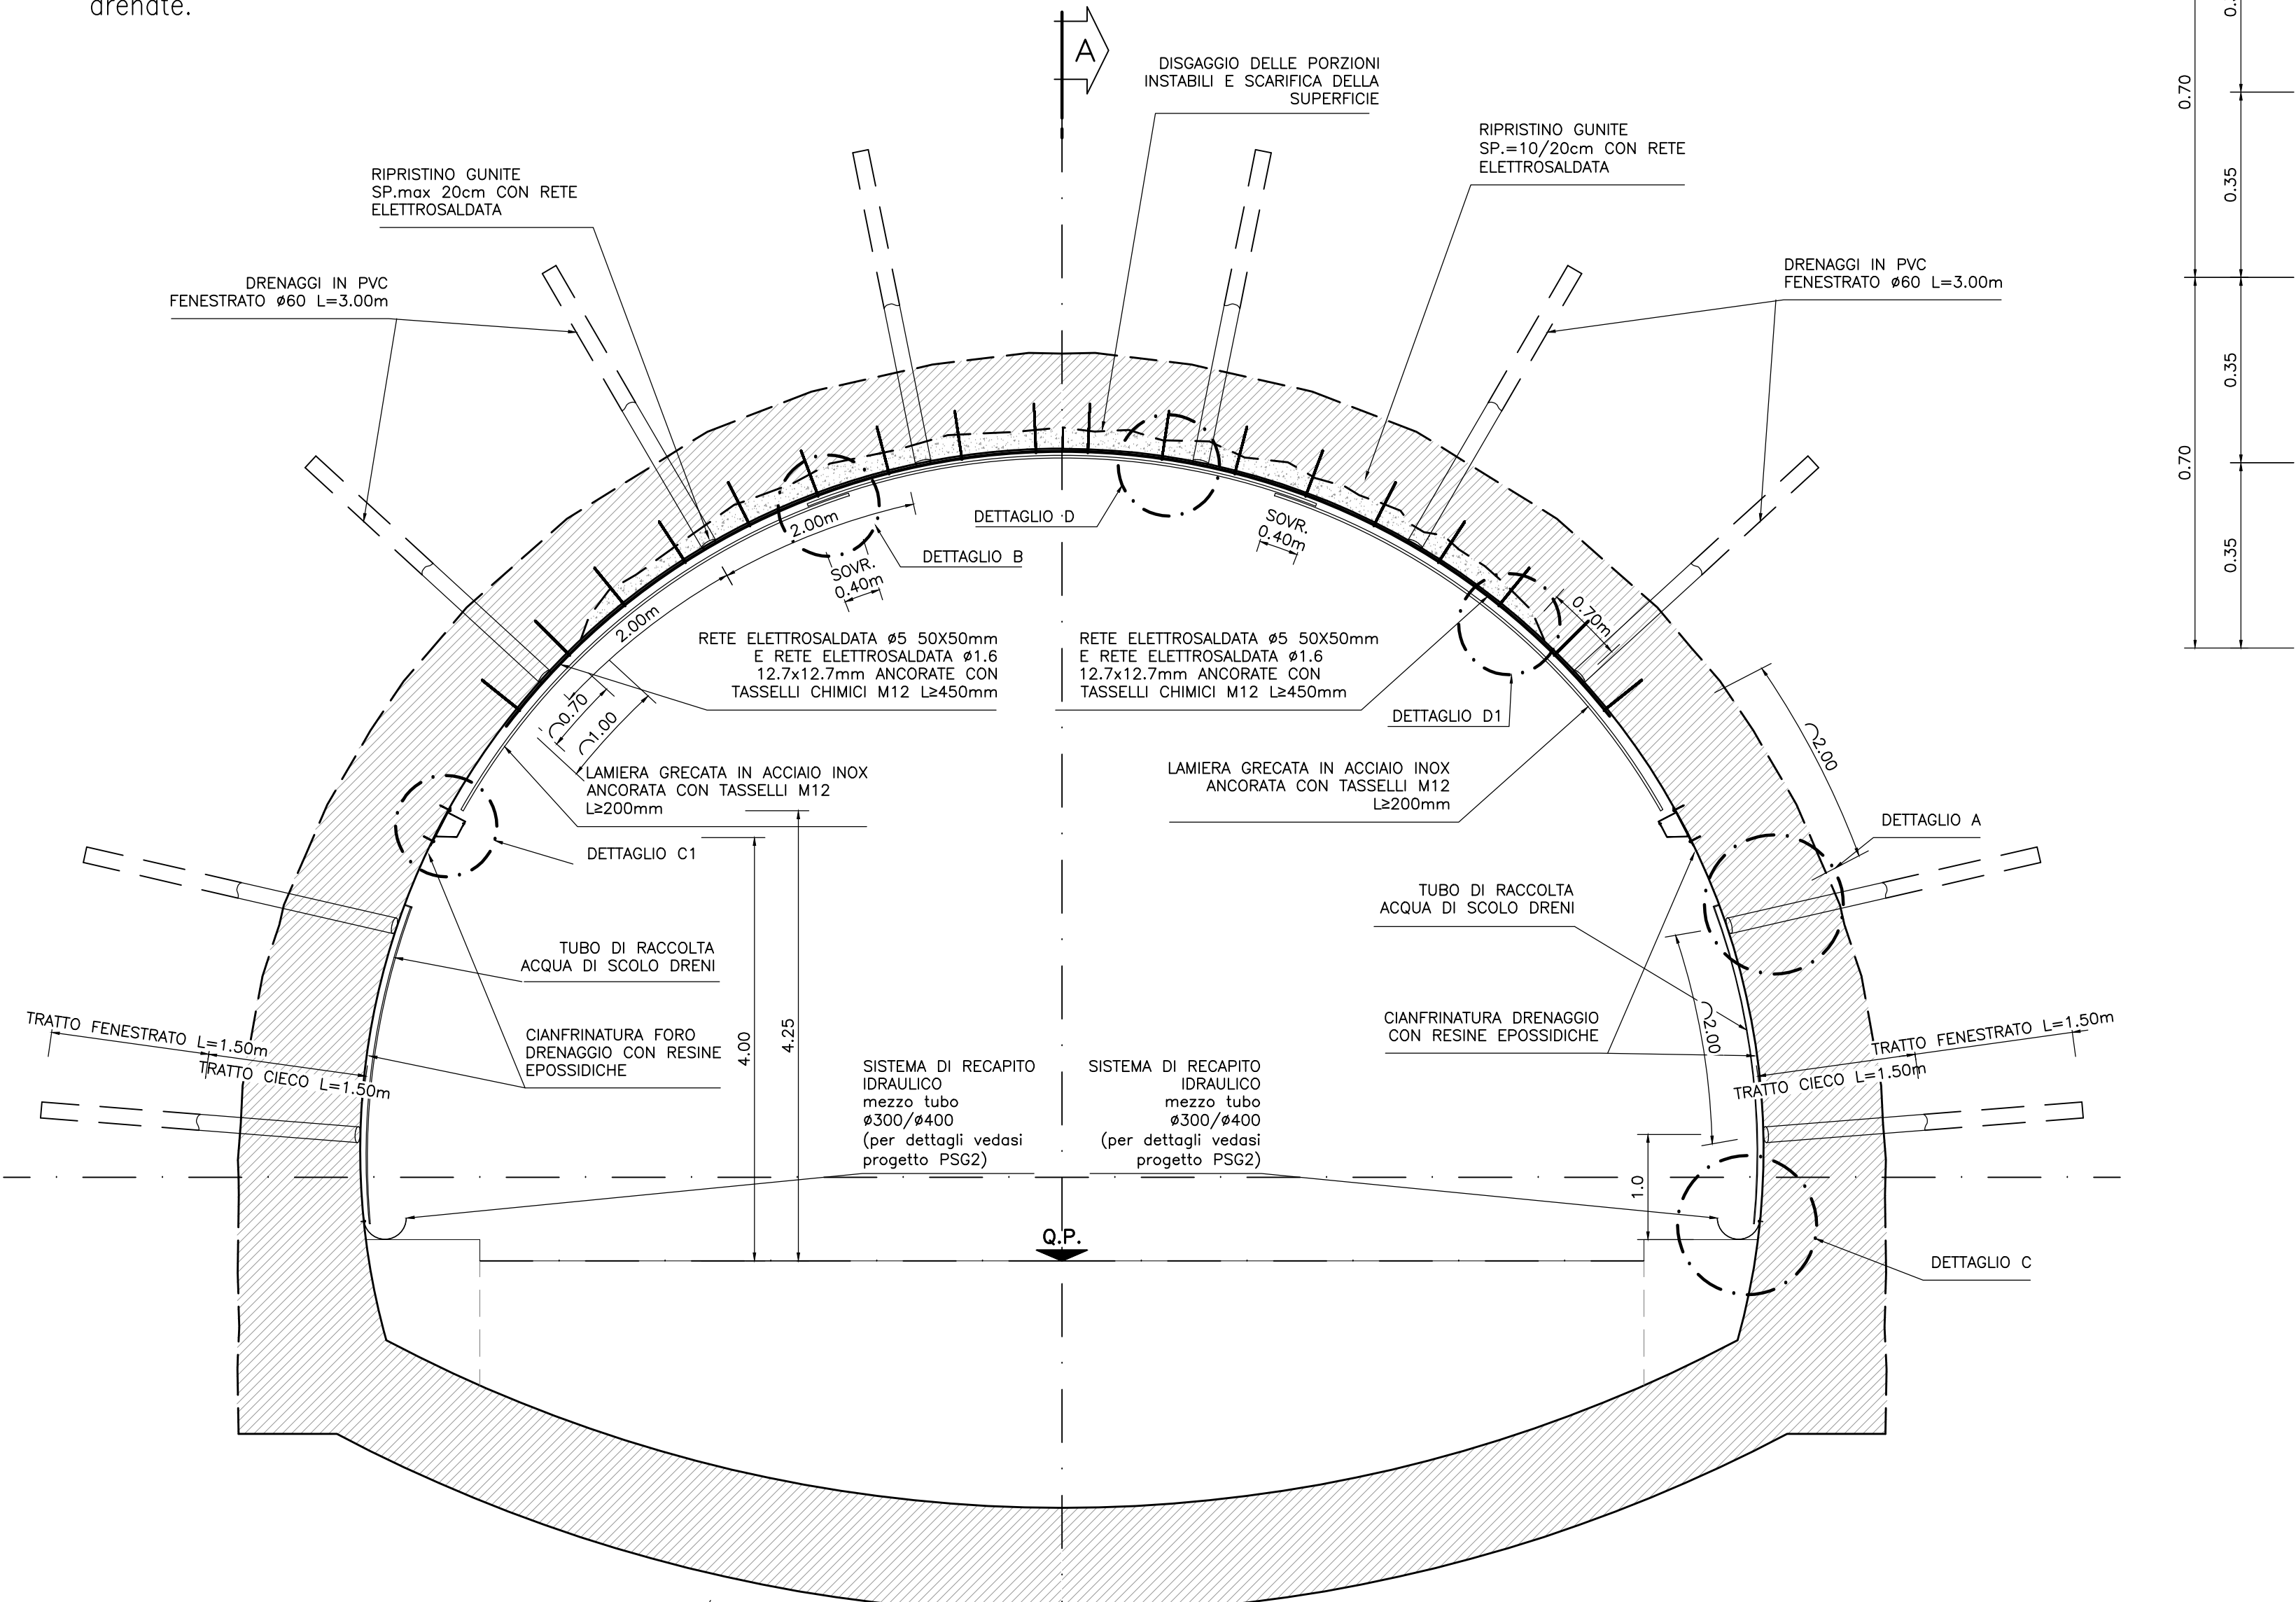 drenate.
A
DISGAGGIO DELLE PORZIONI
INSTABILI E SCARIFICA DELLA
SUPERFICIE
RIPRISTINO GUNITE
SP.=10/20cm CON RETE
ELETTROSALDATA
RIPRISTINO GUNITE
SP.max 20cm CON RETE
ELETTROSALDATA
DRENAGGI IN PVC
FENESTRATO ø60 L=3.00m
DRENAGGI IN PVC
FENESTRATO ø60 L=3.00m
0.70
0.35
0.35
0.70
0.35
2.00m
DETTAGLIO D
SOVR.
0.40m
DETTAGLIO B
SOVR.
0.40m
2.00m
0.70m
RETE ELETTROSALDATA ø5 50X50mm
E RETE ELETTROSALDATA ø1.6
12.7x12.7mm ANCORATE CON
TASSELLI CHIMICI M12 L≥450mm
RETE ELETTROSALDATA ø5 50X50mm
E RETE ELETTROSALDATA ø1.6
12.7x12.7mm ANCORATE CON
TASSELLI CHIMICI M12 L≥450mm
0.70
1.00
DETTAGLIO D1
2.00
LAMIERA GRECATA IN ACCIAIO INOX
ANCORATA CON TASSELLI M12
L≥200mm
LAMIERA GRECATA IN ACCIAIO INOX
ANCORATA CON TASSELLI M12
L≥200mm
DETTAGLIO A
DETTAGLIO C1
TUBO DI RACCOLTA
ACQUA DI SCOLO DRENI
TUBO DI RACCOLTA
ACQUA DI SCOLO DRENI
TRATTO FENESTRATO L=1.50m
TRATTO CIECO L=1.50m
CIANFRINATURA FORO
DRENAGGIO CON RESINE
EPOSSIDICHE
4.00
4.25
CIANFRINATURA DRENAGGIO
CON RESINE EPOSSIDICHE
2.00
TRATTO FENESTRATO L=1.50m
TRATTO CIECO L=1.50m
SISTEMA DI RECAPITO
IDRAULICO
mezzo tubo
ø300/ø400
(per dettagli vedasi
progetto PSG2)
SISTEMA DI RECAPITO
IDRAULICO
mezzo tubo
ø300/ø400
(per dettagli vedasi
progetto PSG2)
1.0
Q.P.
DETTAGLIO C